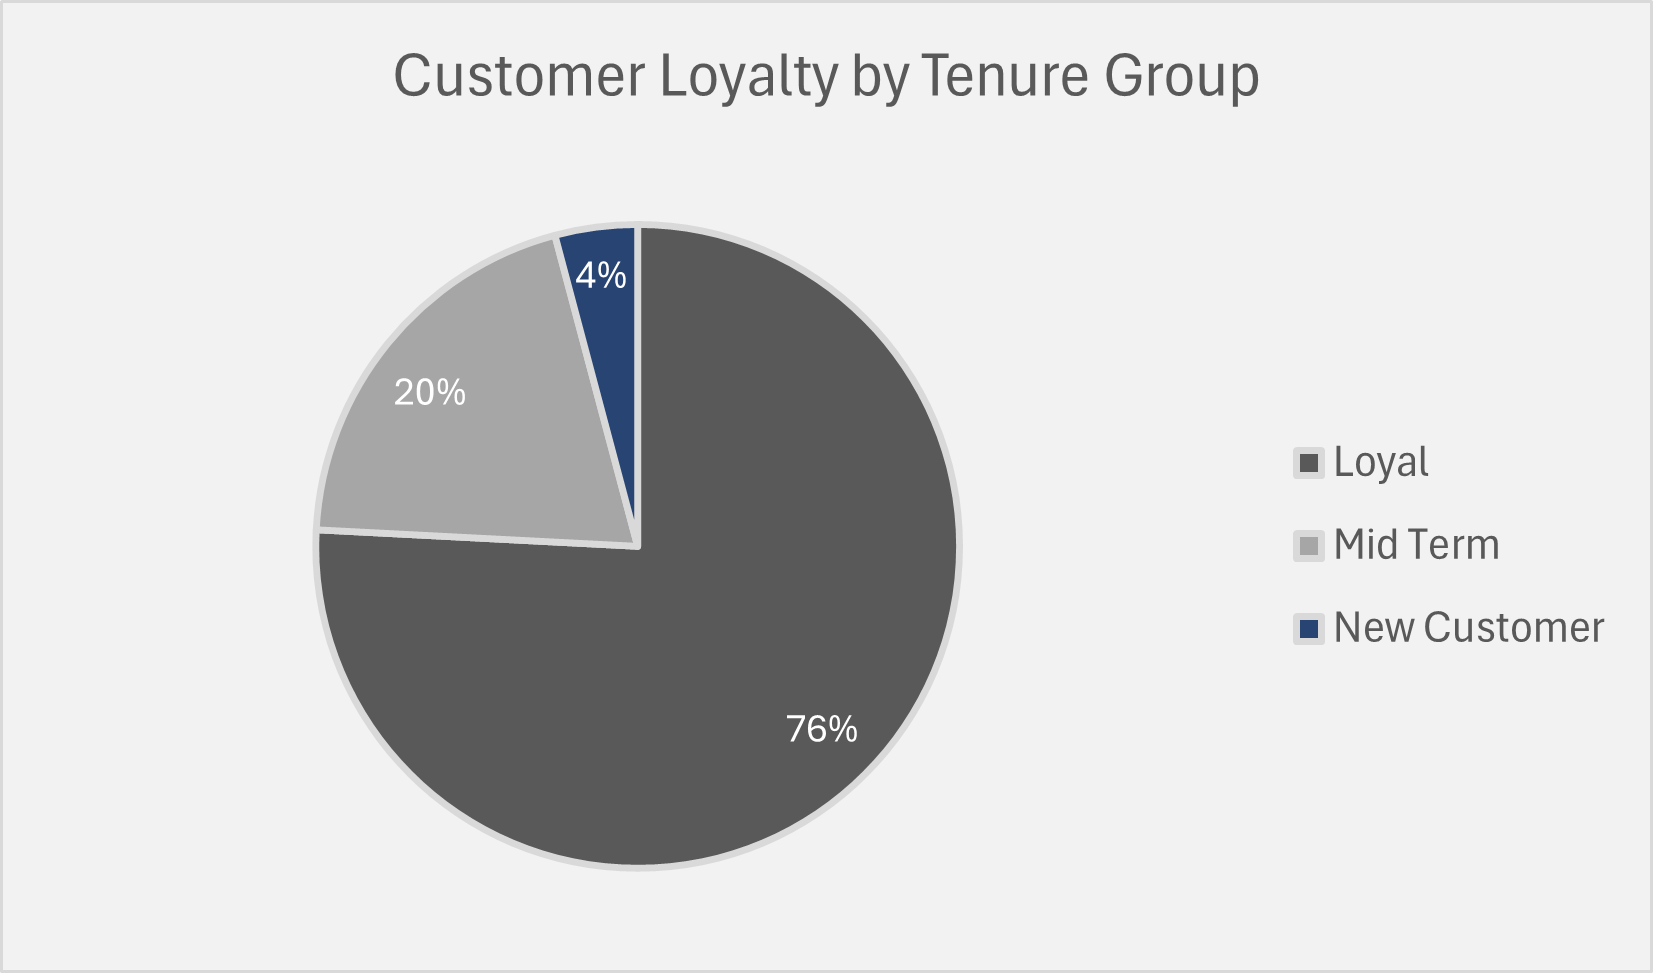 Customer Loyalty by Tenure Group
4%
20%
76%
Loyal
Mid Term
New Customer